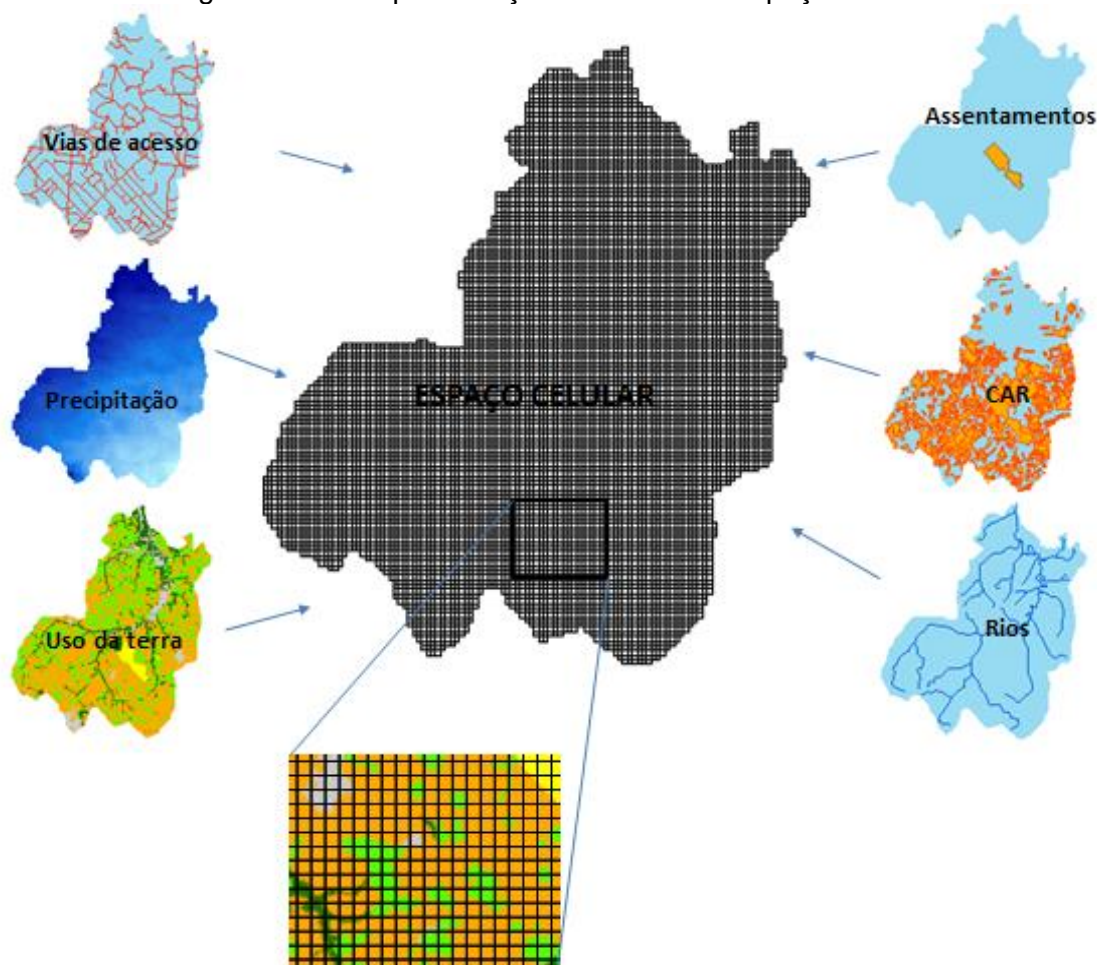 Vias de acesso
Assentamentos
Precipitação
ESPAÇO CELULAR
CAR
Uso da terra
Rios